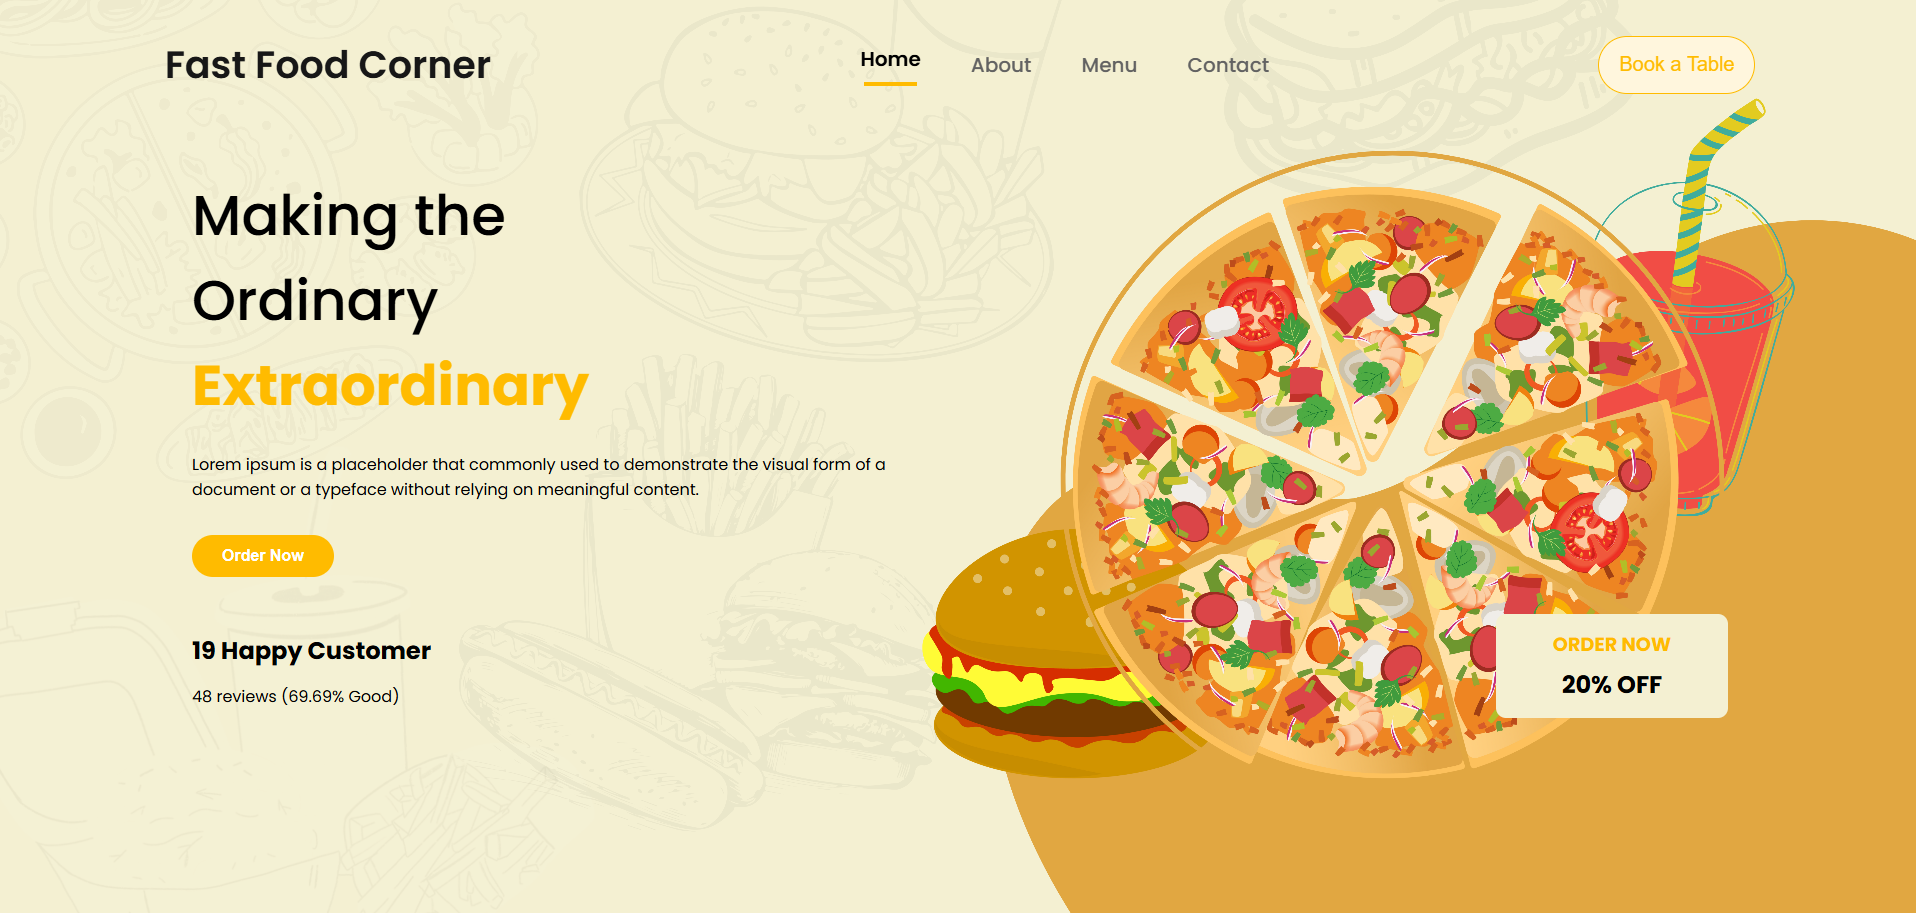 Fast Food Corner
Home
About
Menu
Contact
Book a Table
Making the
Ordinary
Extraordinary
Lorem ipsum is a placeholder that commonly used to demonstrate the visual form of a
document or a typeface without relying on meaningful content.
Order Now
19 Happy Customer
48 reviews (69.69% Good)
ORDER NOW
20% OFF